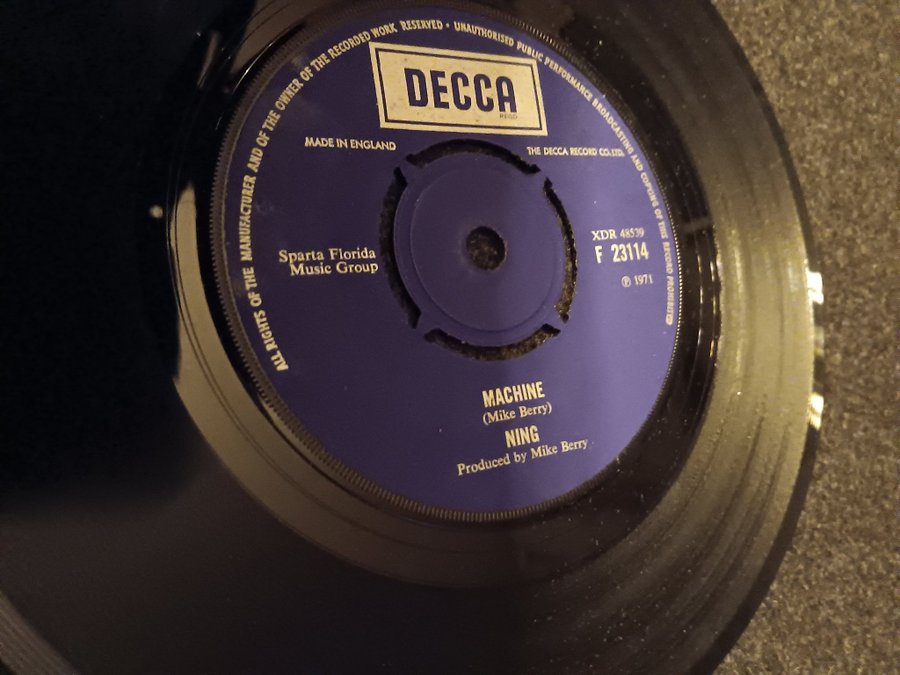 ALL RIGHTS OF THE MANUFACTURER AND OF THE OWNER OF THE RECORDED WORK RESERVED • UNAUTHORISED PUBLIC PERFORMANCE BROADCASTING AND COPYING OF THIS RECORD PROHIBITED
DECCA
REGD
MADE IN ENGLAND
THE DECCA RECORD CO. LTD.
Sparta Florida
Music Group
XDR 48539
F 23114
℗ 1971
MACHINE
(Mike Berry)
NING
Produced by Mike Berry